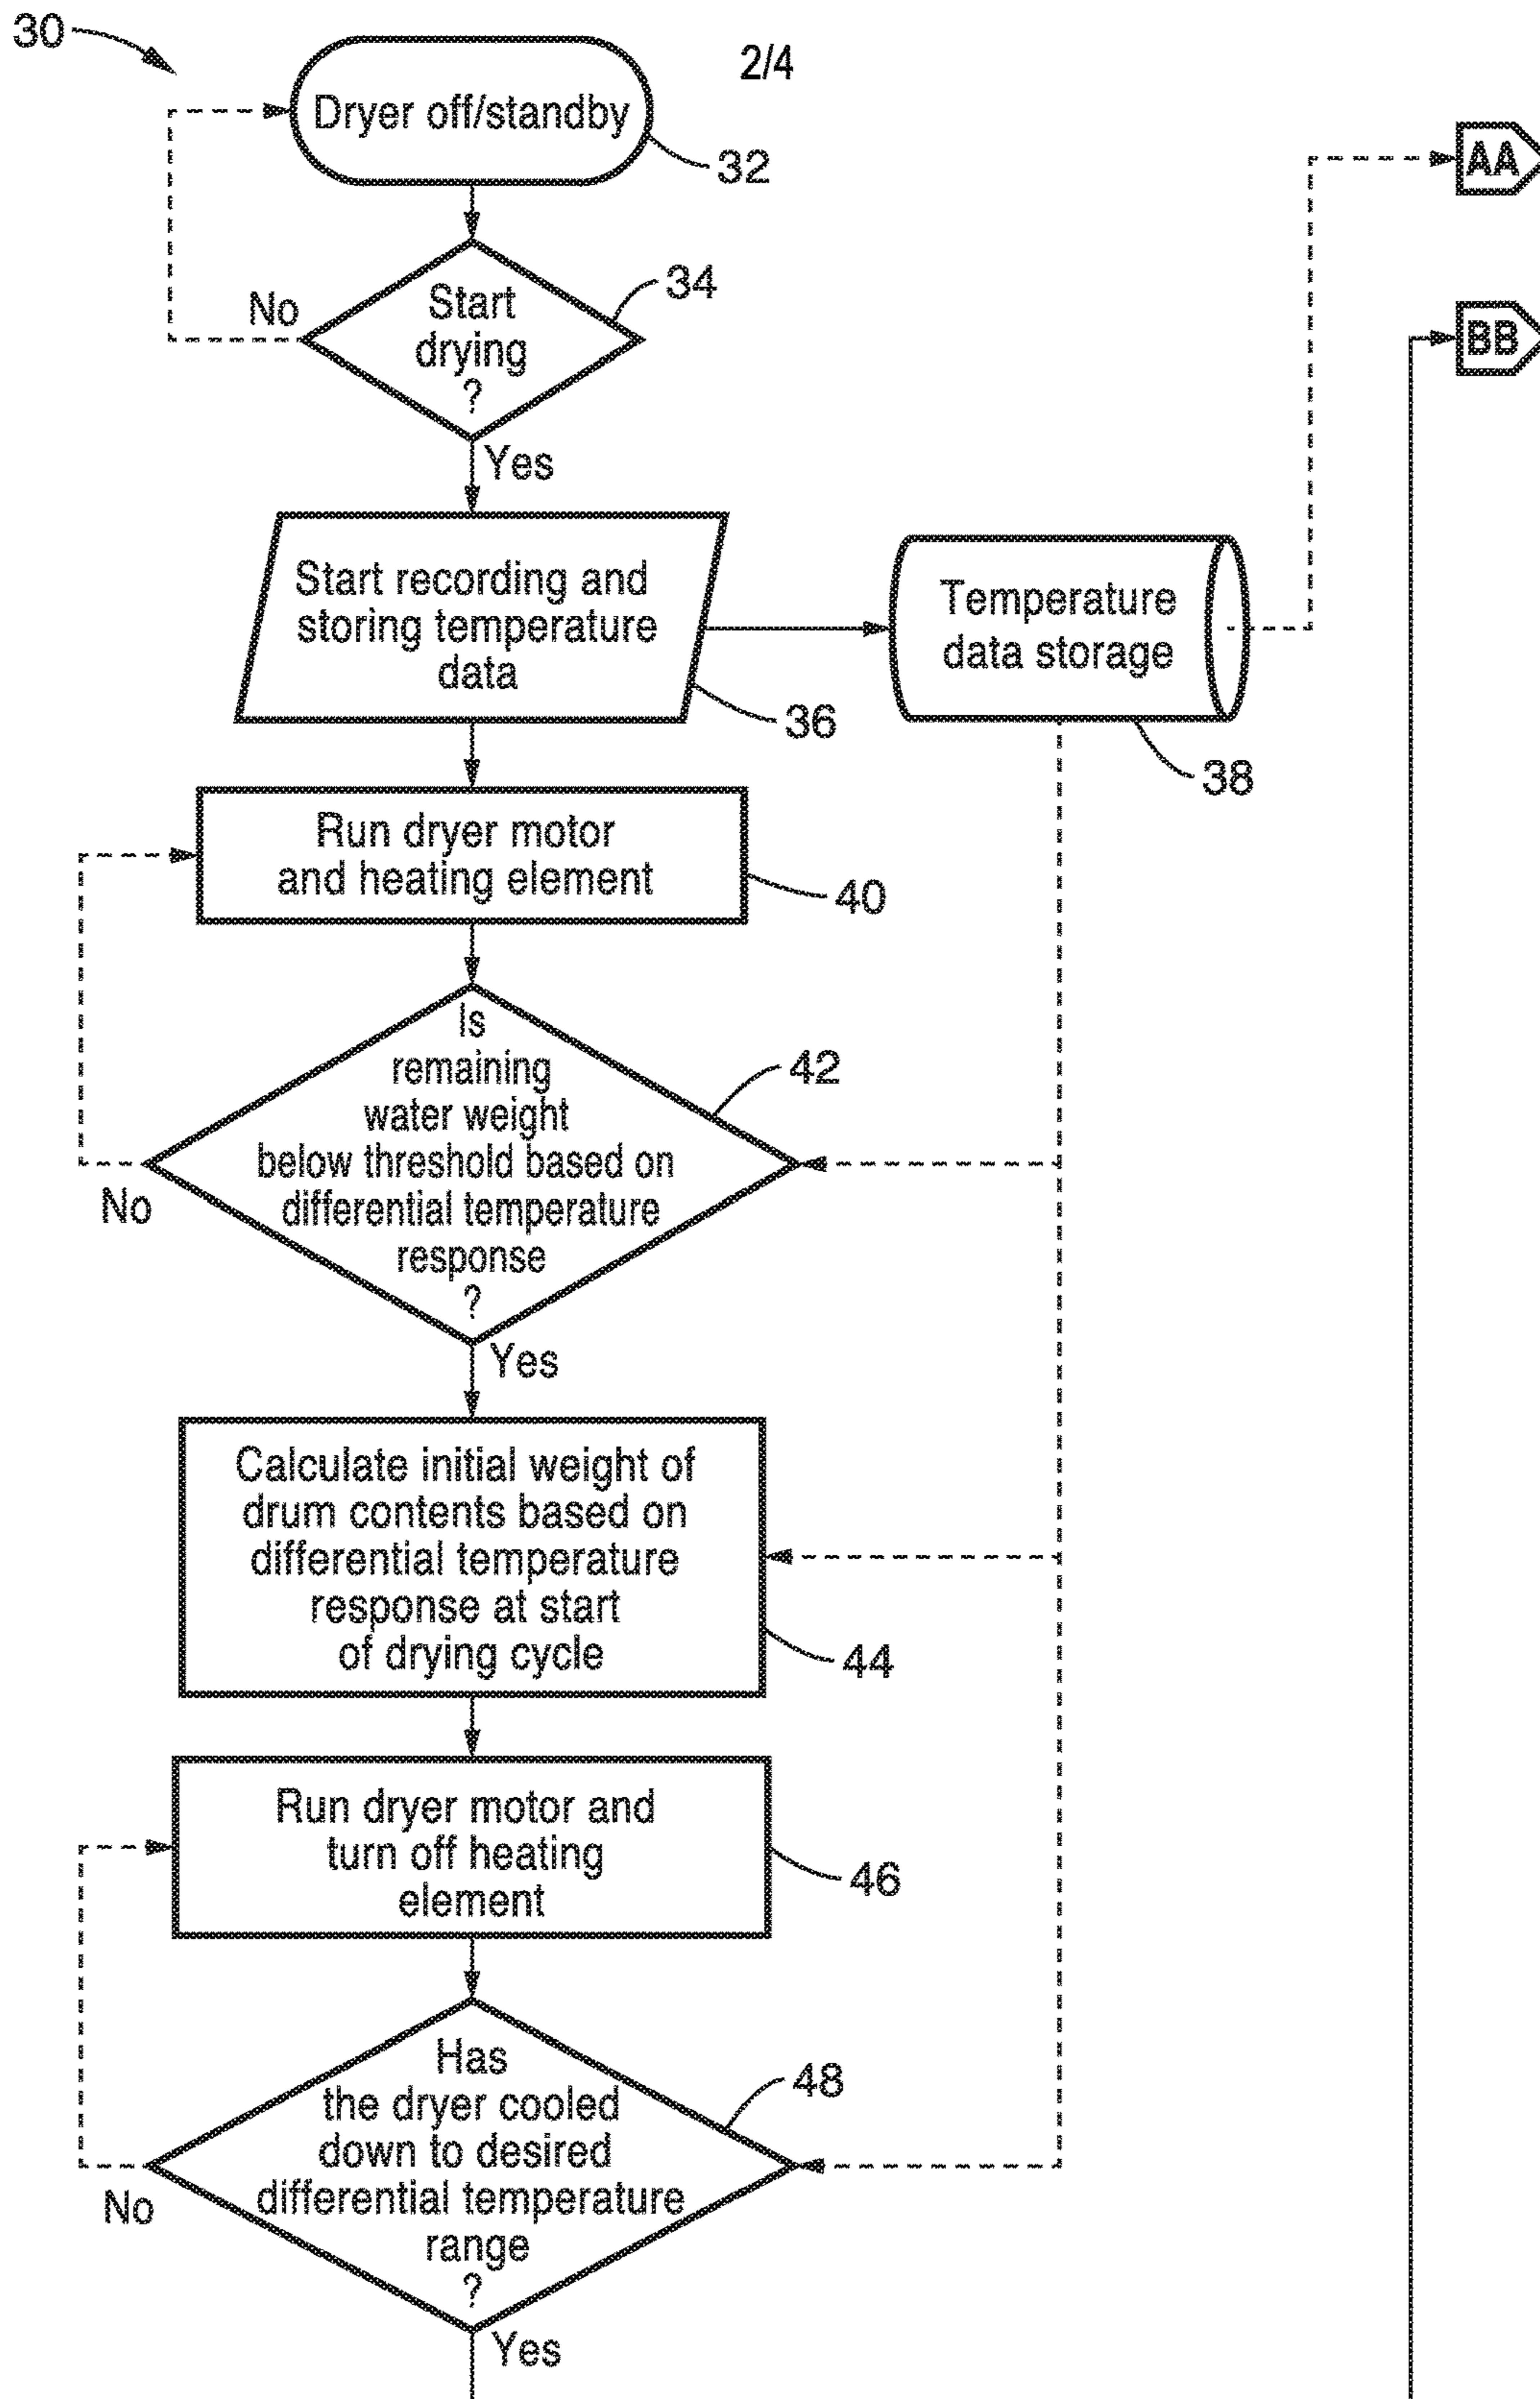 30
2/4
Dryer off/standby
32
AA
34
No
Start
drying
?
BB
Yes
Start recording and
storing temperature
data
36
Temperature
data storage
38
Run dryer motor
and heating element
40
Is
remaining
water weight
below threshold based on
differential temperature
response
?
42
No
Yes
Calculate initial weight of
drum contents based on
differential temperature
response at start
of drying cycle
44
Run dryer motor and
turn off heating
element
46
Has
the dryer cooled
down to desired
differential temperature
range
?
48
No
Yes